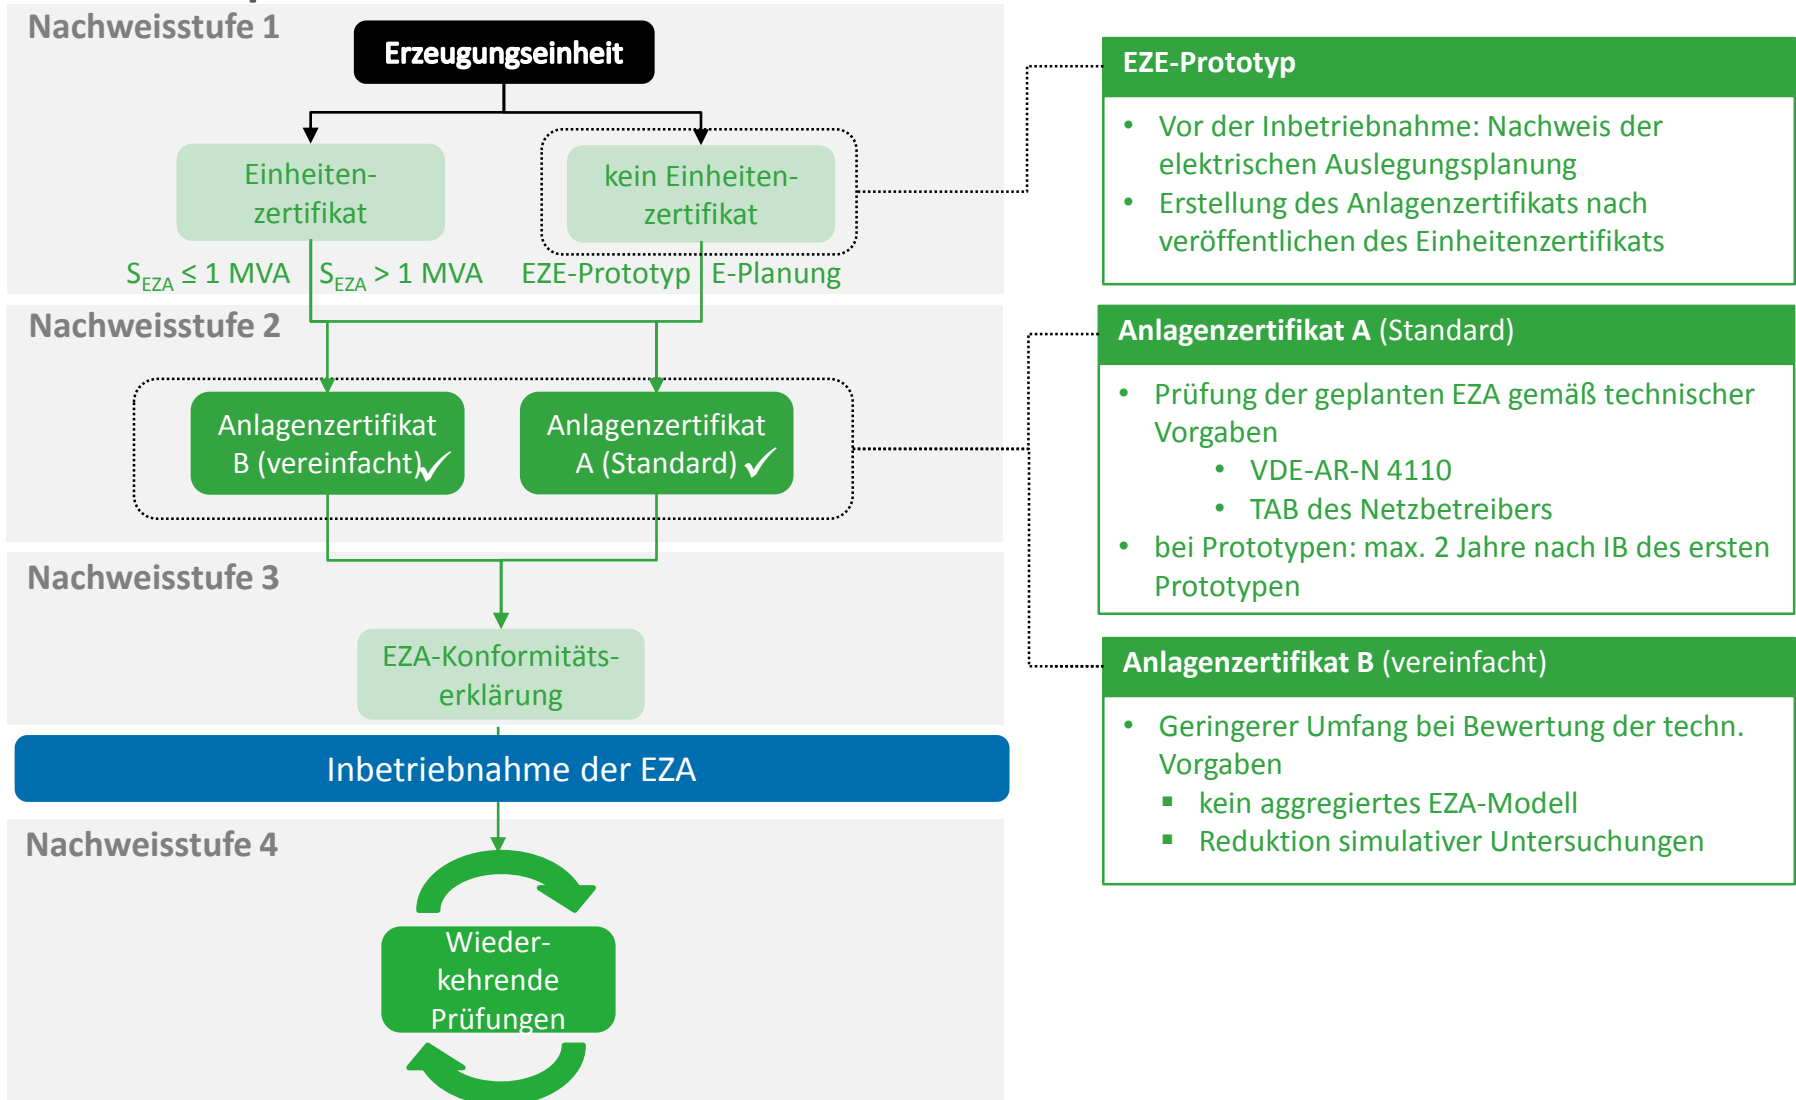 Nachweisstufe 1
Erzeugungseinheit
Einheiten-
zertifikat
kein Einheiten-
zertifikat
S_EZA ≤ 1 MVA
S_EZA > 1 MVA
EZE-Prototyp
E-Planung
Nachweisstufe 2
Anlagenzertifikat
B (vereinfacht)
Anlagenzertifikat
A (Standard)
Nachweisstufe 3
EZA-Konformitäts-
erklärung
Inbetriebnahme der EZA
Nachweisstufe 4
Wieder-
kehrende
Prüfungen
EZE-Prototyp
• Vor der Inbetriebnahme: Nachweis der
elektrischen Auslegungsplanung
• Erstellung des Anlagenzertifikats nach
veröffentlichen des Einheitenzertifikats
Anlagenzertifikat A (Standard)
• Prüfung der geplanten EZA gemäß technischer
Vorgaben
• VDE-AR-N 4110
• TAB des Netzbetreibers
• bei Prototypen: max. 2 Jahre nach IB des ersten
Prototypen
Anlagenzertifikat B (vereinfacht)
• Geringerer Umfang bei Bewertung der techn.
Vorgaben
▪ kein aggregiertes EZA-Modell
▪ Reduktion simulativer Untersuchungen